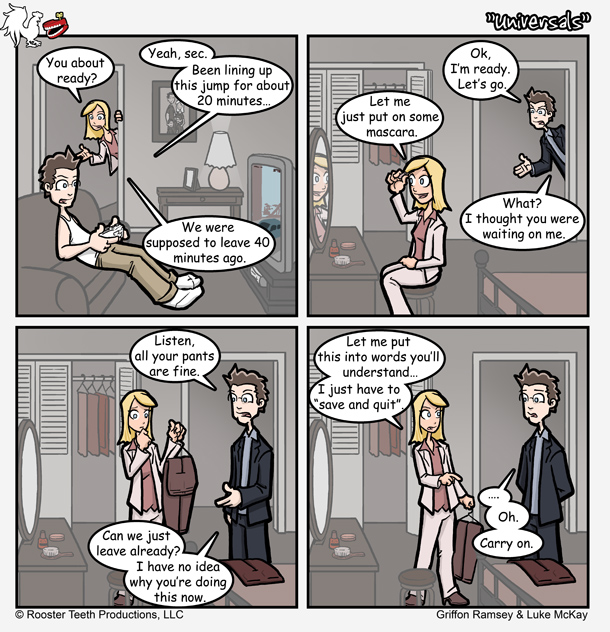 "universals"
You about
ready?
Yeah, sec.
Been lining up
this jump for about
20 minutes...
We were
supposed to leave 40
minutes ago.
Ok,
I'm ready.
Let's go.
Let me
just put on some
mascara.
What?
I thought you were
waiting on me.
Listen,
all your pants
are fine.
Can we just
leave already?
I have no idea
why you're doing
this now.
Let me put
this into words you'll
understand...
I just have to
"save and quit".
....
Oh.
Carry on.
© Rooster Teeth Productions, LLC
Griffon Ramsey & Luke McKay